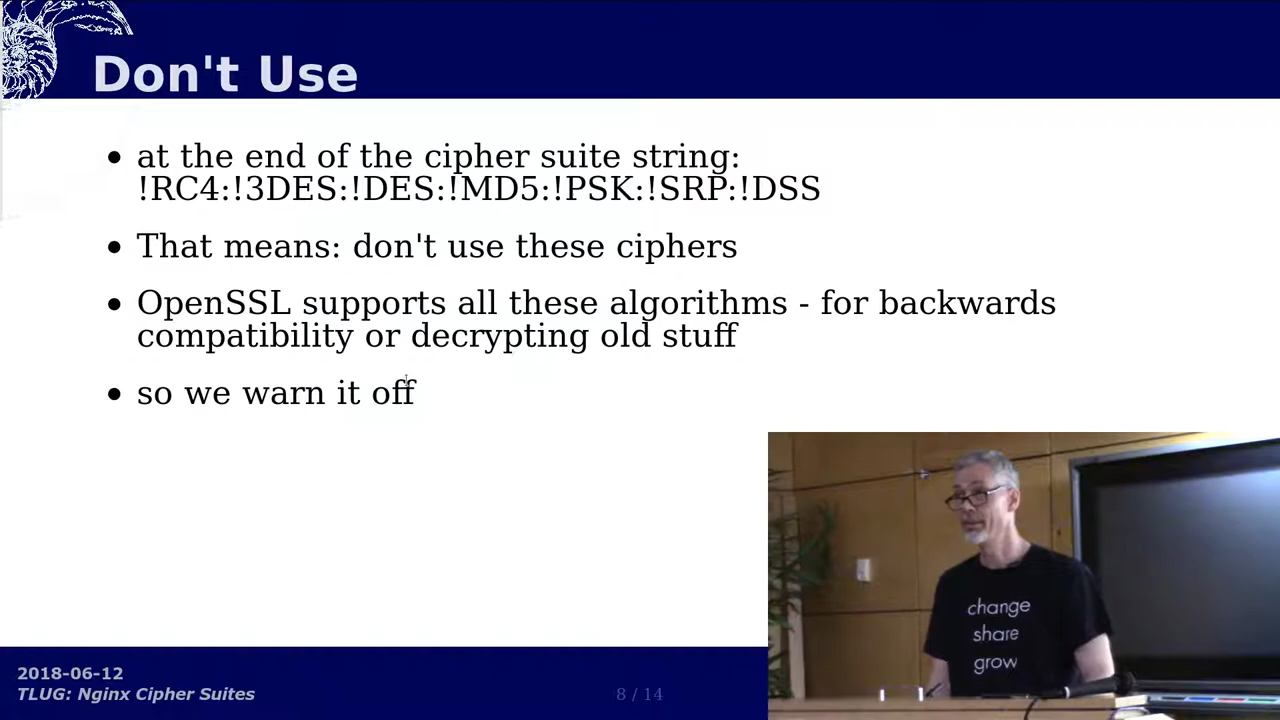 Don't Use
at the end of the cipher suite string:
!RC4:!3DES:!DES:!MD5:!PSK:!SRP:!DSS
That means: don't use these ciphers
OpenSSL supports all these algorithms - for backwards
compatibility or decrypting old stuff
so we warn it off
change
share
grow
2018-06-12
TLUG: Nginx Cipher Suites
8 / 14